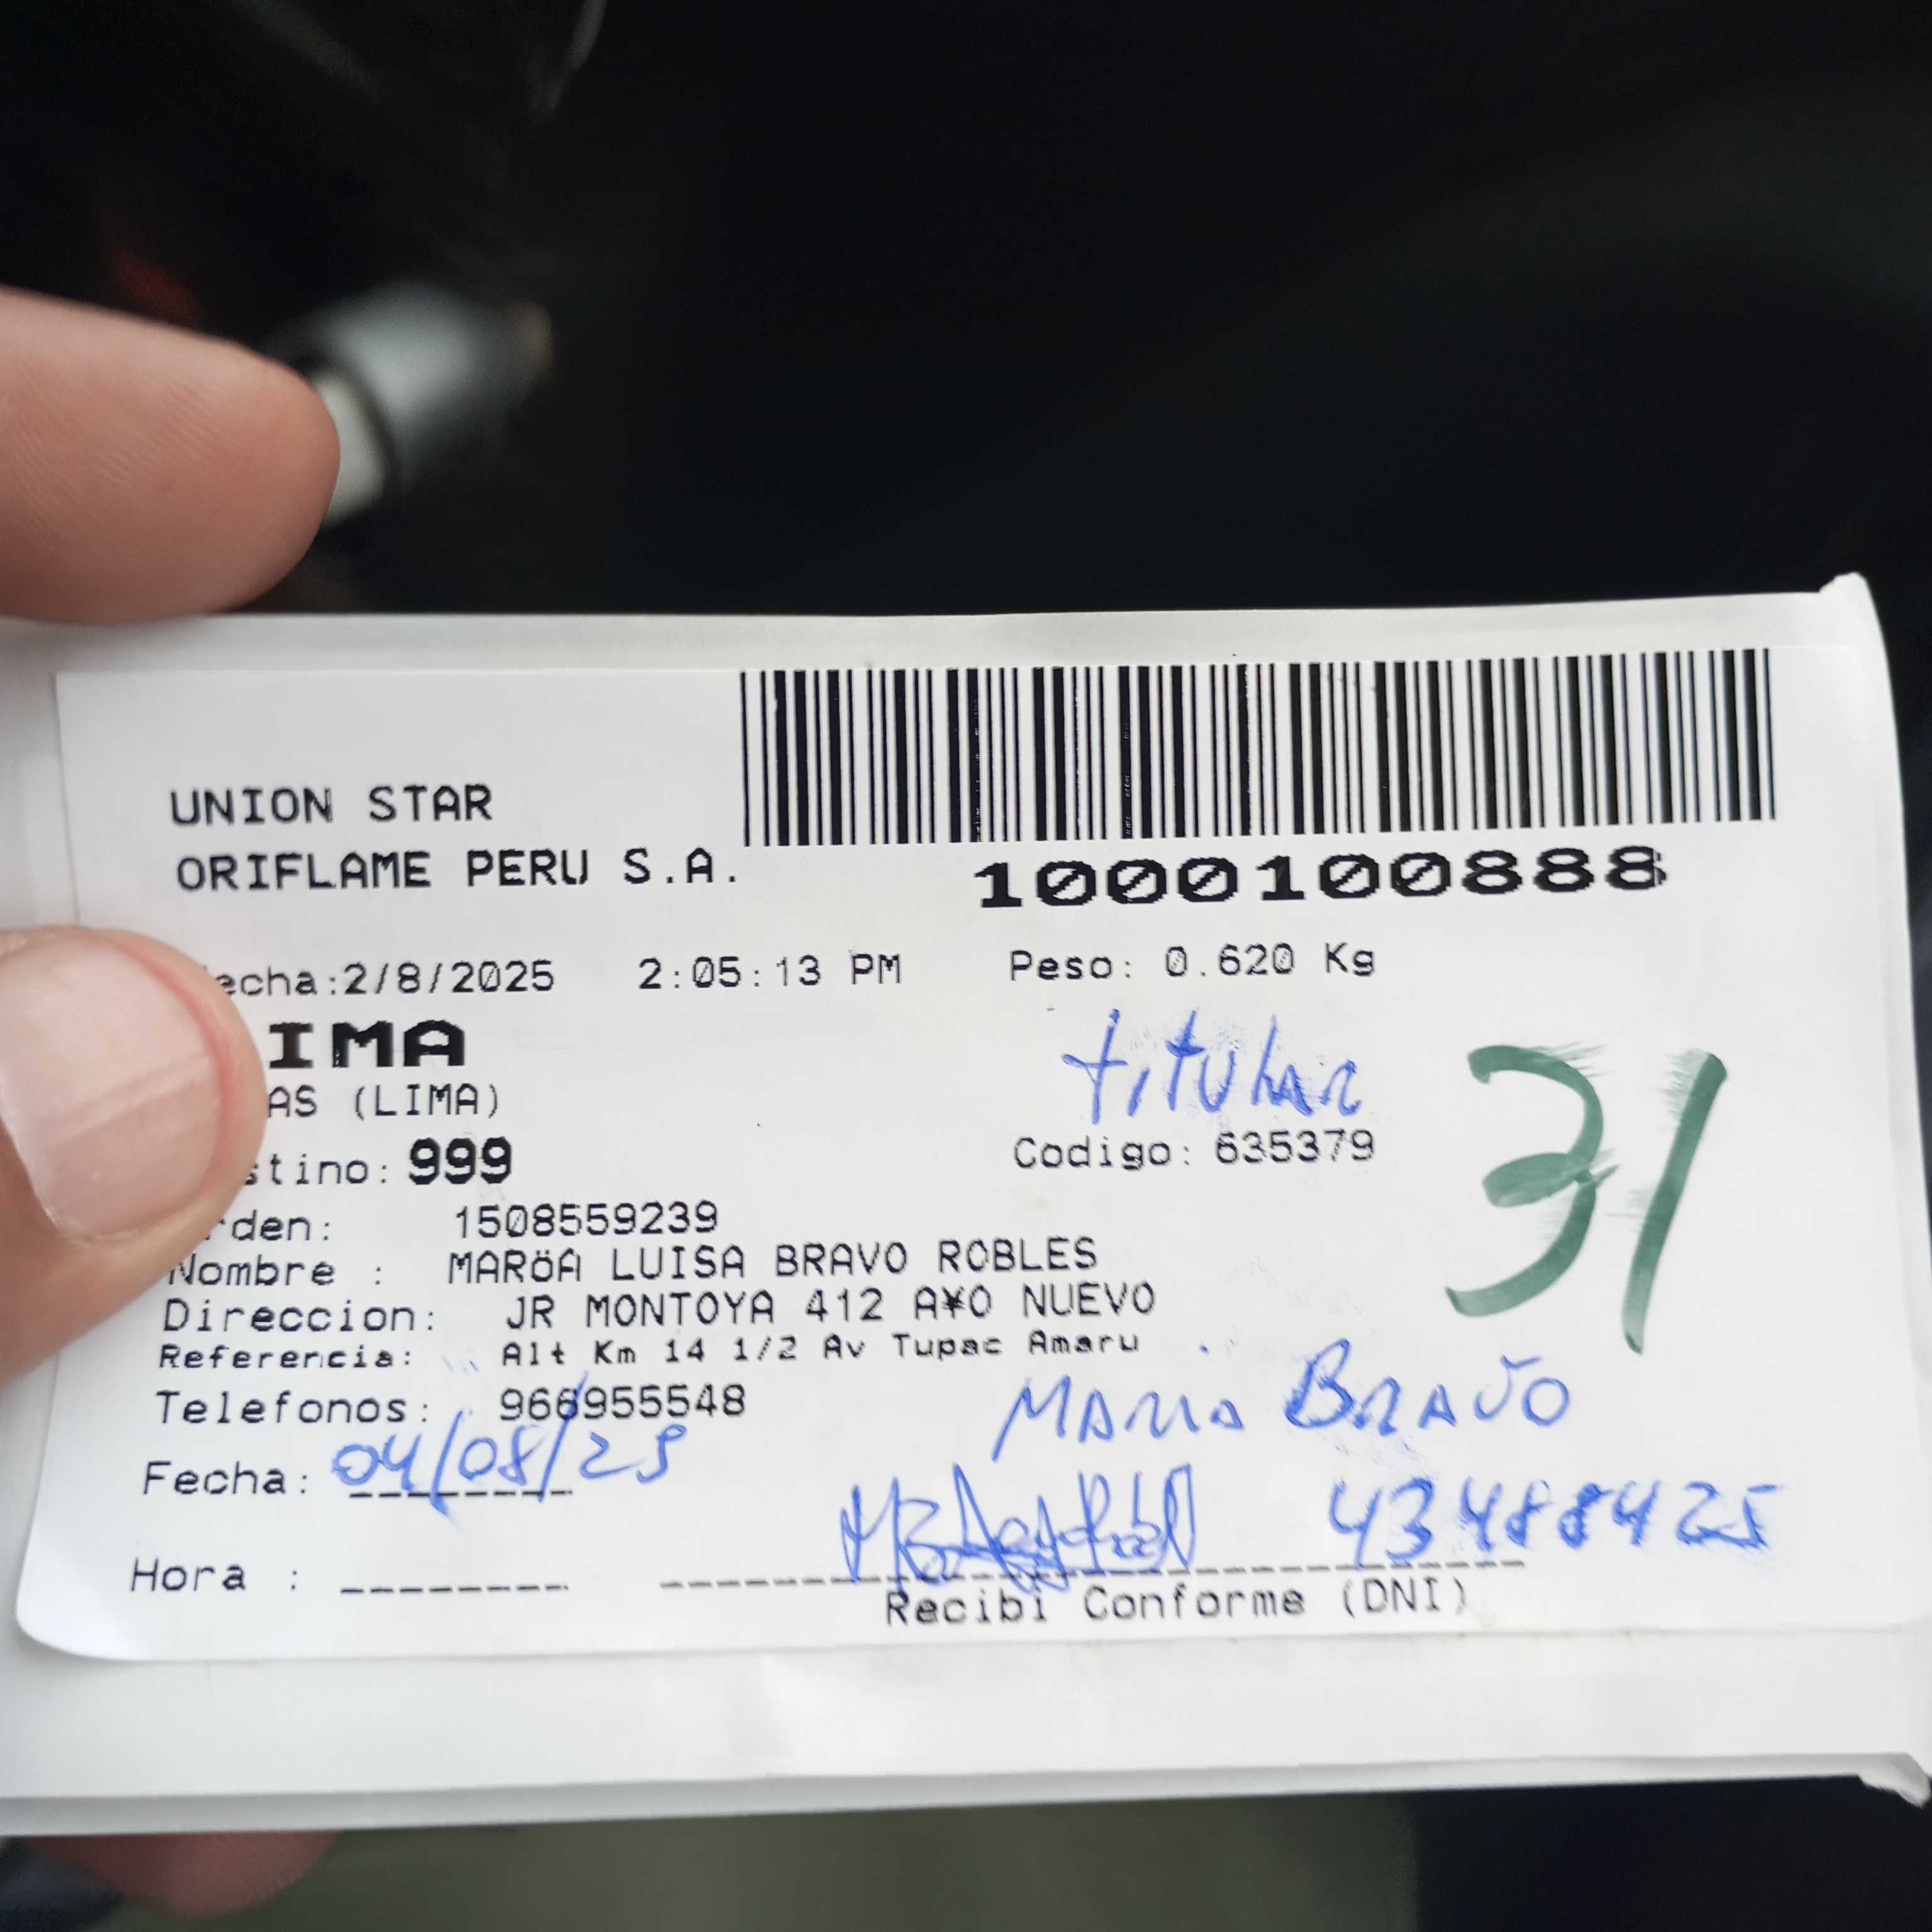 UNION STAR
ORIFLAME PERU S.A.
1000100888
echa:2/8/2025 2:05:13 PM Peso: 0.620 Kg
IMA
titular
AS (LIMA)
stino: 999 Codigo: 635379
31
rden: 1508559239
Nombre : MARöA LUISA BRAVO ROBLES
Direccion: JR MONTOYA 412 A¥O NUEVO
Referencia: Alt Km 14 1/2 Av Tupac Amaru
Telefonos: 966955548
MARIA BRAVO
Fecha: 04/08/25
43488425
Hora :
Recibi Conforme (DNI)